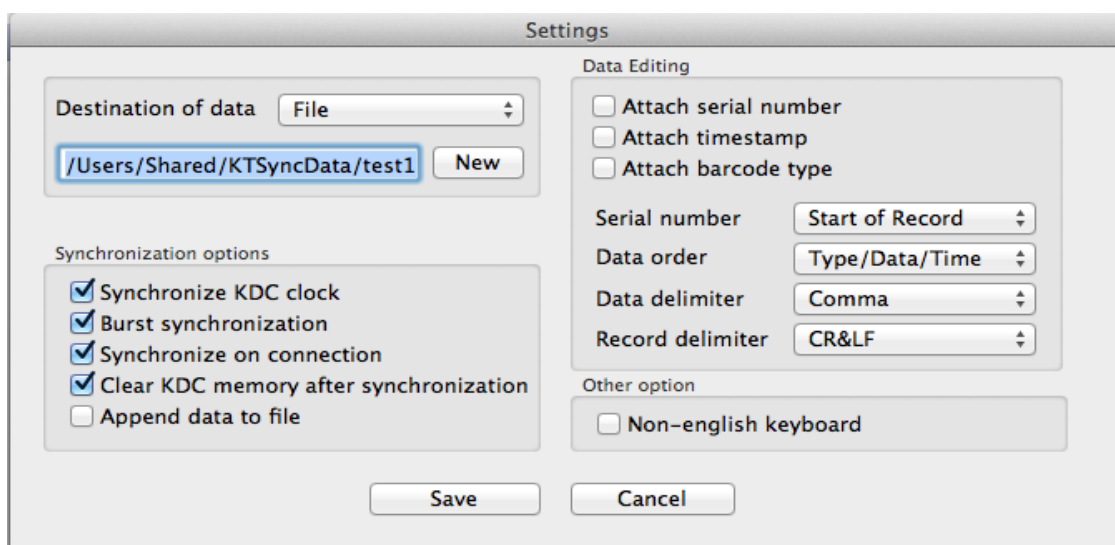 Settings
Destination of data File
/Users/Shared/KTSyncData/test1 New
Synchronization options
Synchronize KDC clock
Burst synchronization
Synchronize on connection
Clear KDC memory after synchronization
Append data to file
Data Editing
Attach serial number
Attach timestamp
Attach barcode type
Serial number Start of Record
Data order Type/Data/Time
Data delimiter Comma
Record delimiter CR&LF
Other option
Non-english keyboard
Save Cancel